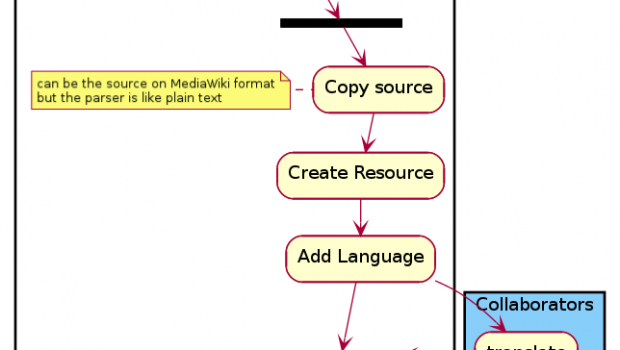 can be the source on MediaWiki format
but the parser is like plain text
Copy source
Create Resource
Add Language
Collaborators
translate